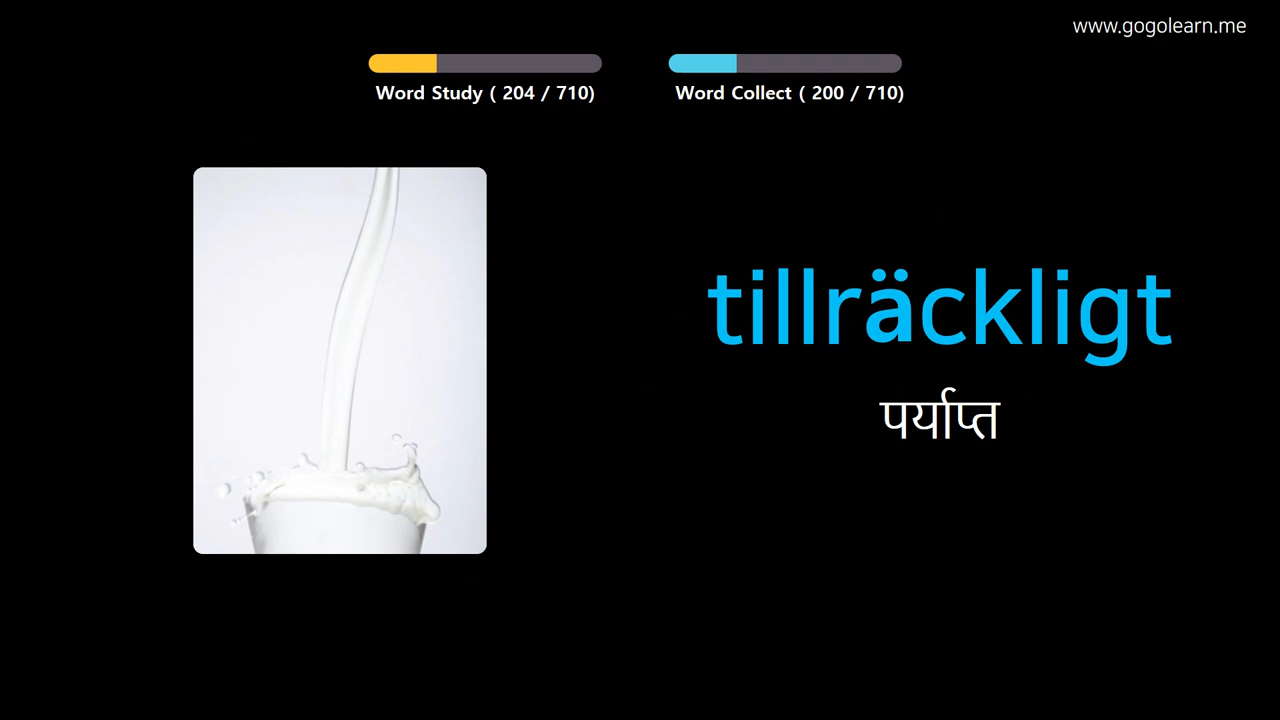 www.gogolearn.me
Word Study ( 204 / 710)
Word Collect ( 200 / 710)
tillräckligt
पर्याप्त